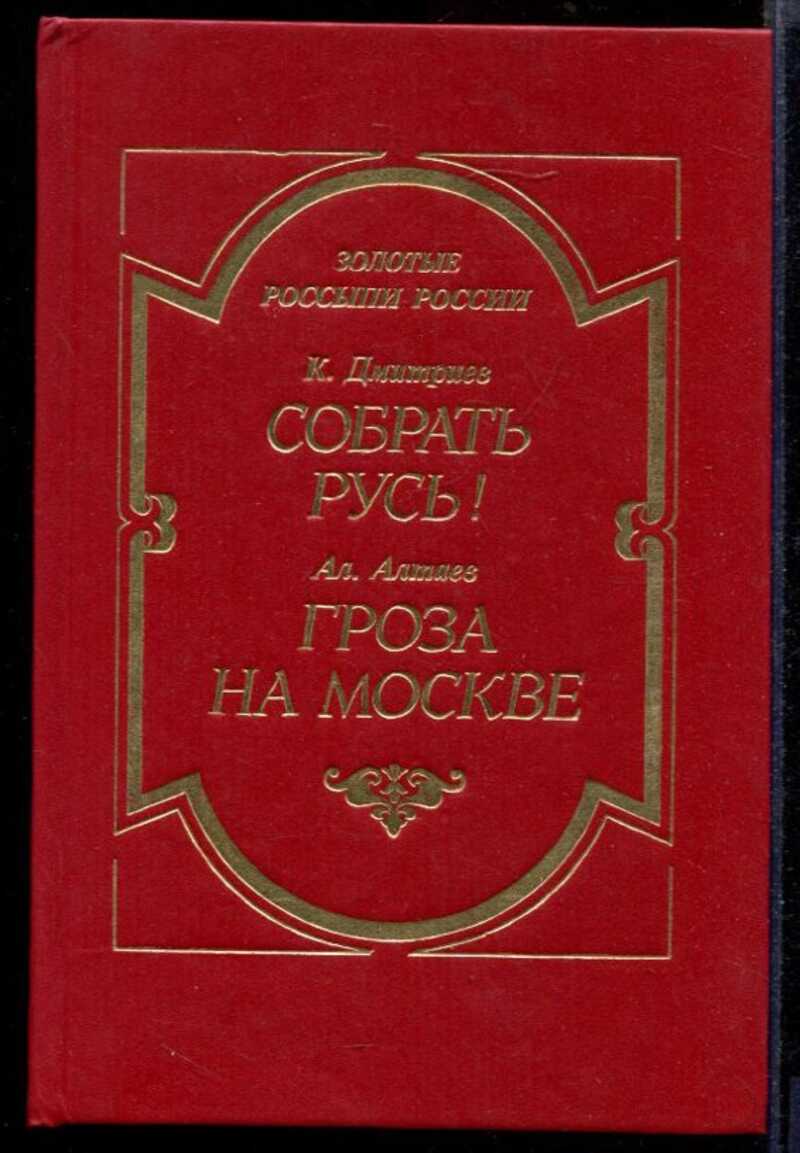 ЗОЛОТЫЕ
РОССЫПИ РОССИИ
К. Дмитриев
СОБРАТЬ
РУСЬ!
Ал. Алтаев
ГРОЗА
НА МОСКВЕ